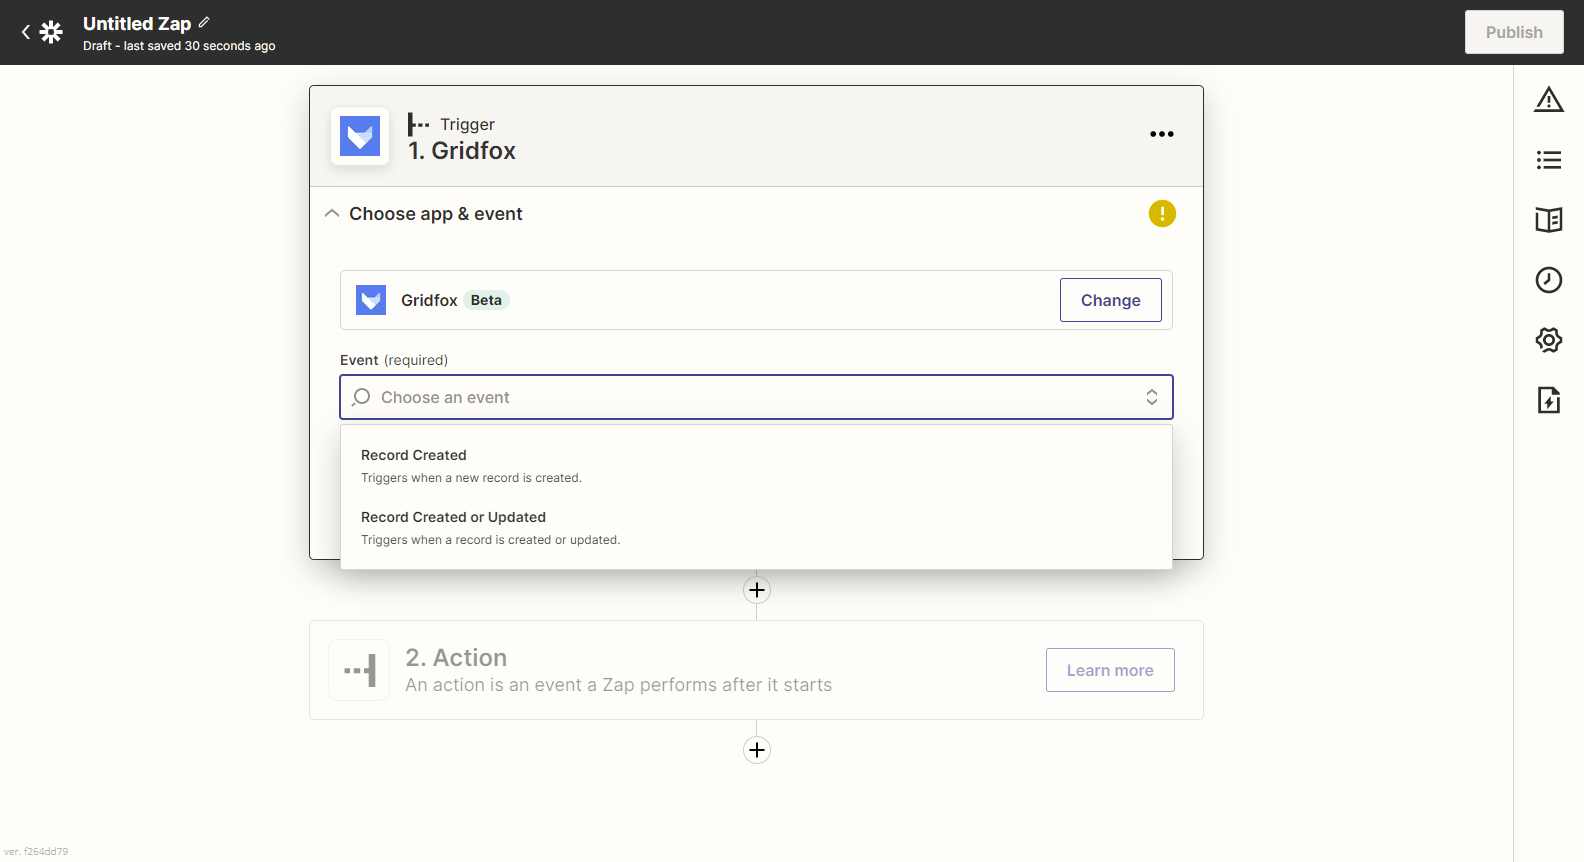 Untitled Zap
Draft - last saved 30 seconds ago
Publish
Trigger
1. Gridfox
Choose app & event
Gridfox Beta
Change
Event (required)
Choose an event
Record Created
Triggers when a new record is created.
Record Created or Updated
Triggers when a record is created or updated.
2. Action
An action is an event a Zap performs after it starts
Learn more
ver. f264dd79